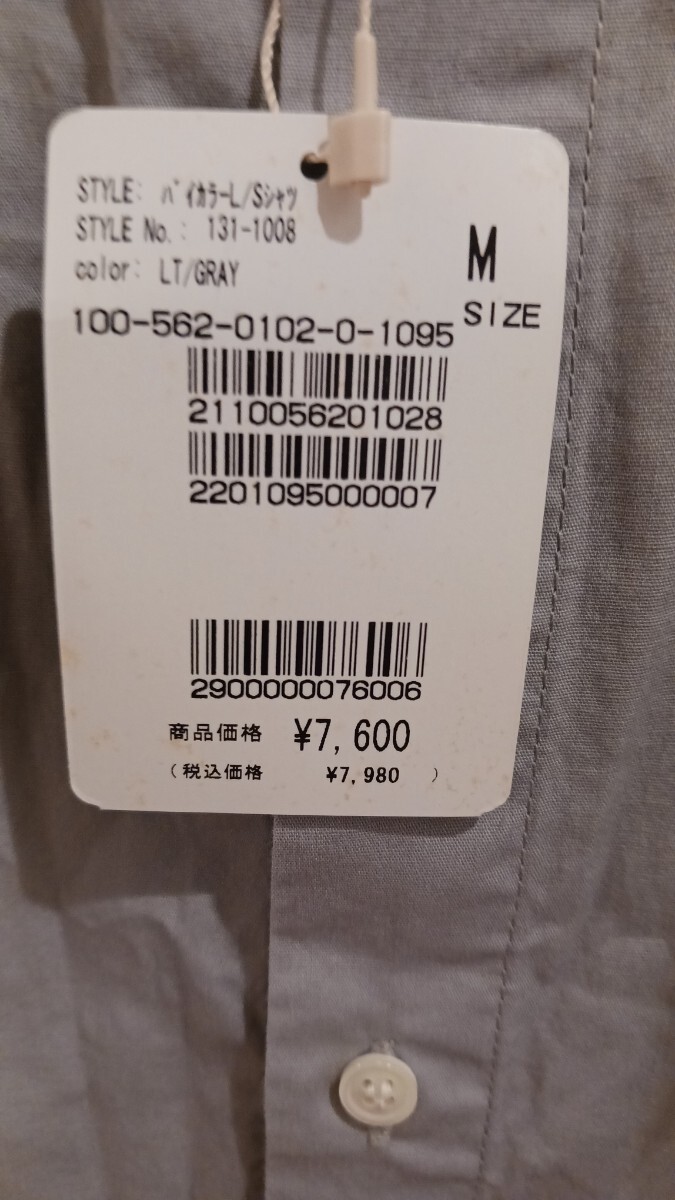 STYLE: ﾊﾞｲｶﾗｰL/Sｼｬﾂ
STYLE No.: 131-1008
color: LT/GRAY
M
SIZE
100-562-0102-0-1095
2110056201028
2201095000007
2900000076006
商品価格 ¥7,600
(税込価格 ¥7,980 )